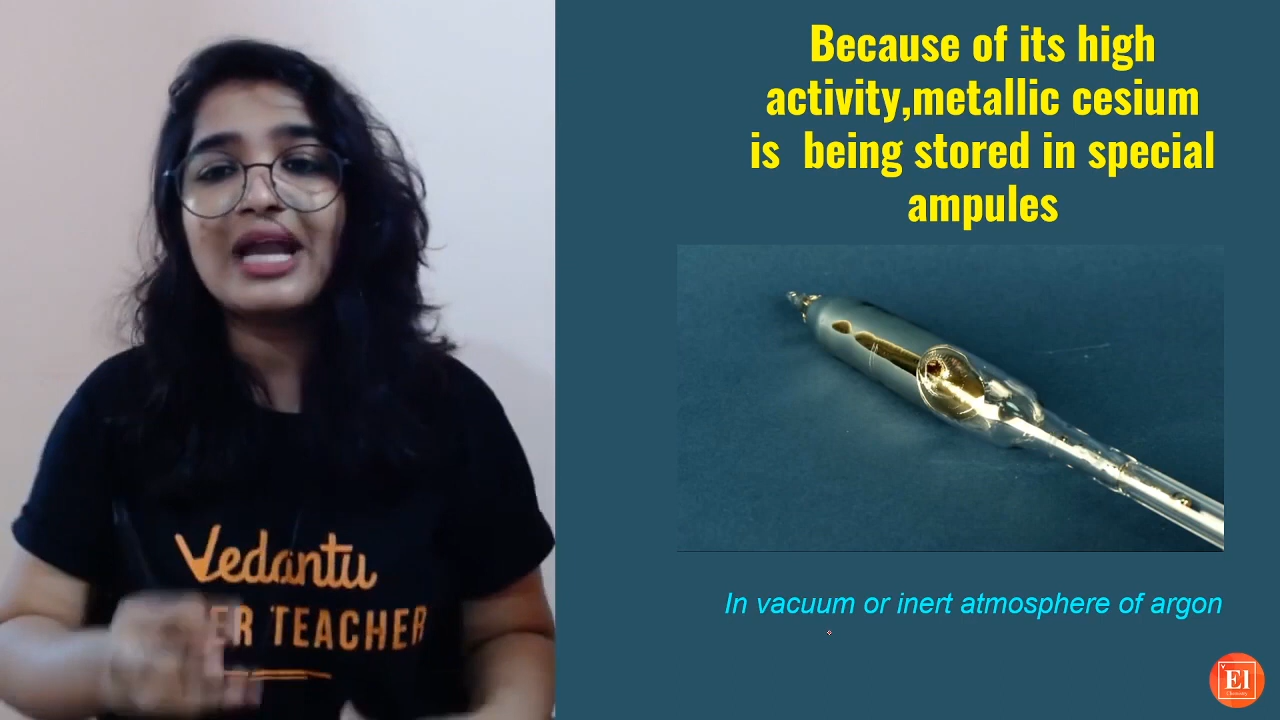 Because of its high
activity,metallic cesium
is being stored in special
ampules
In vacuum or inert atmosphere of argon
Vedantu
TEACHER
El
Chemistry